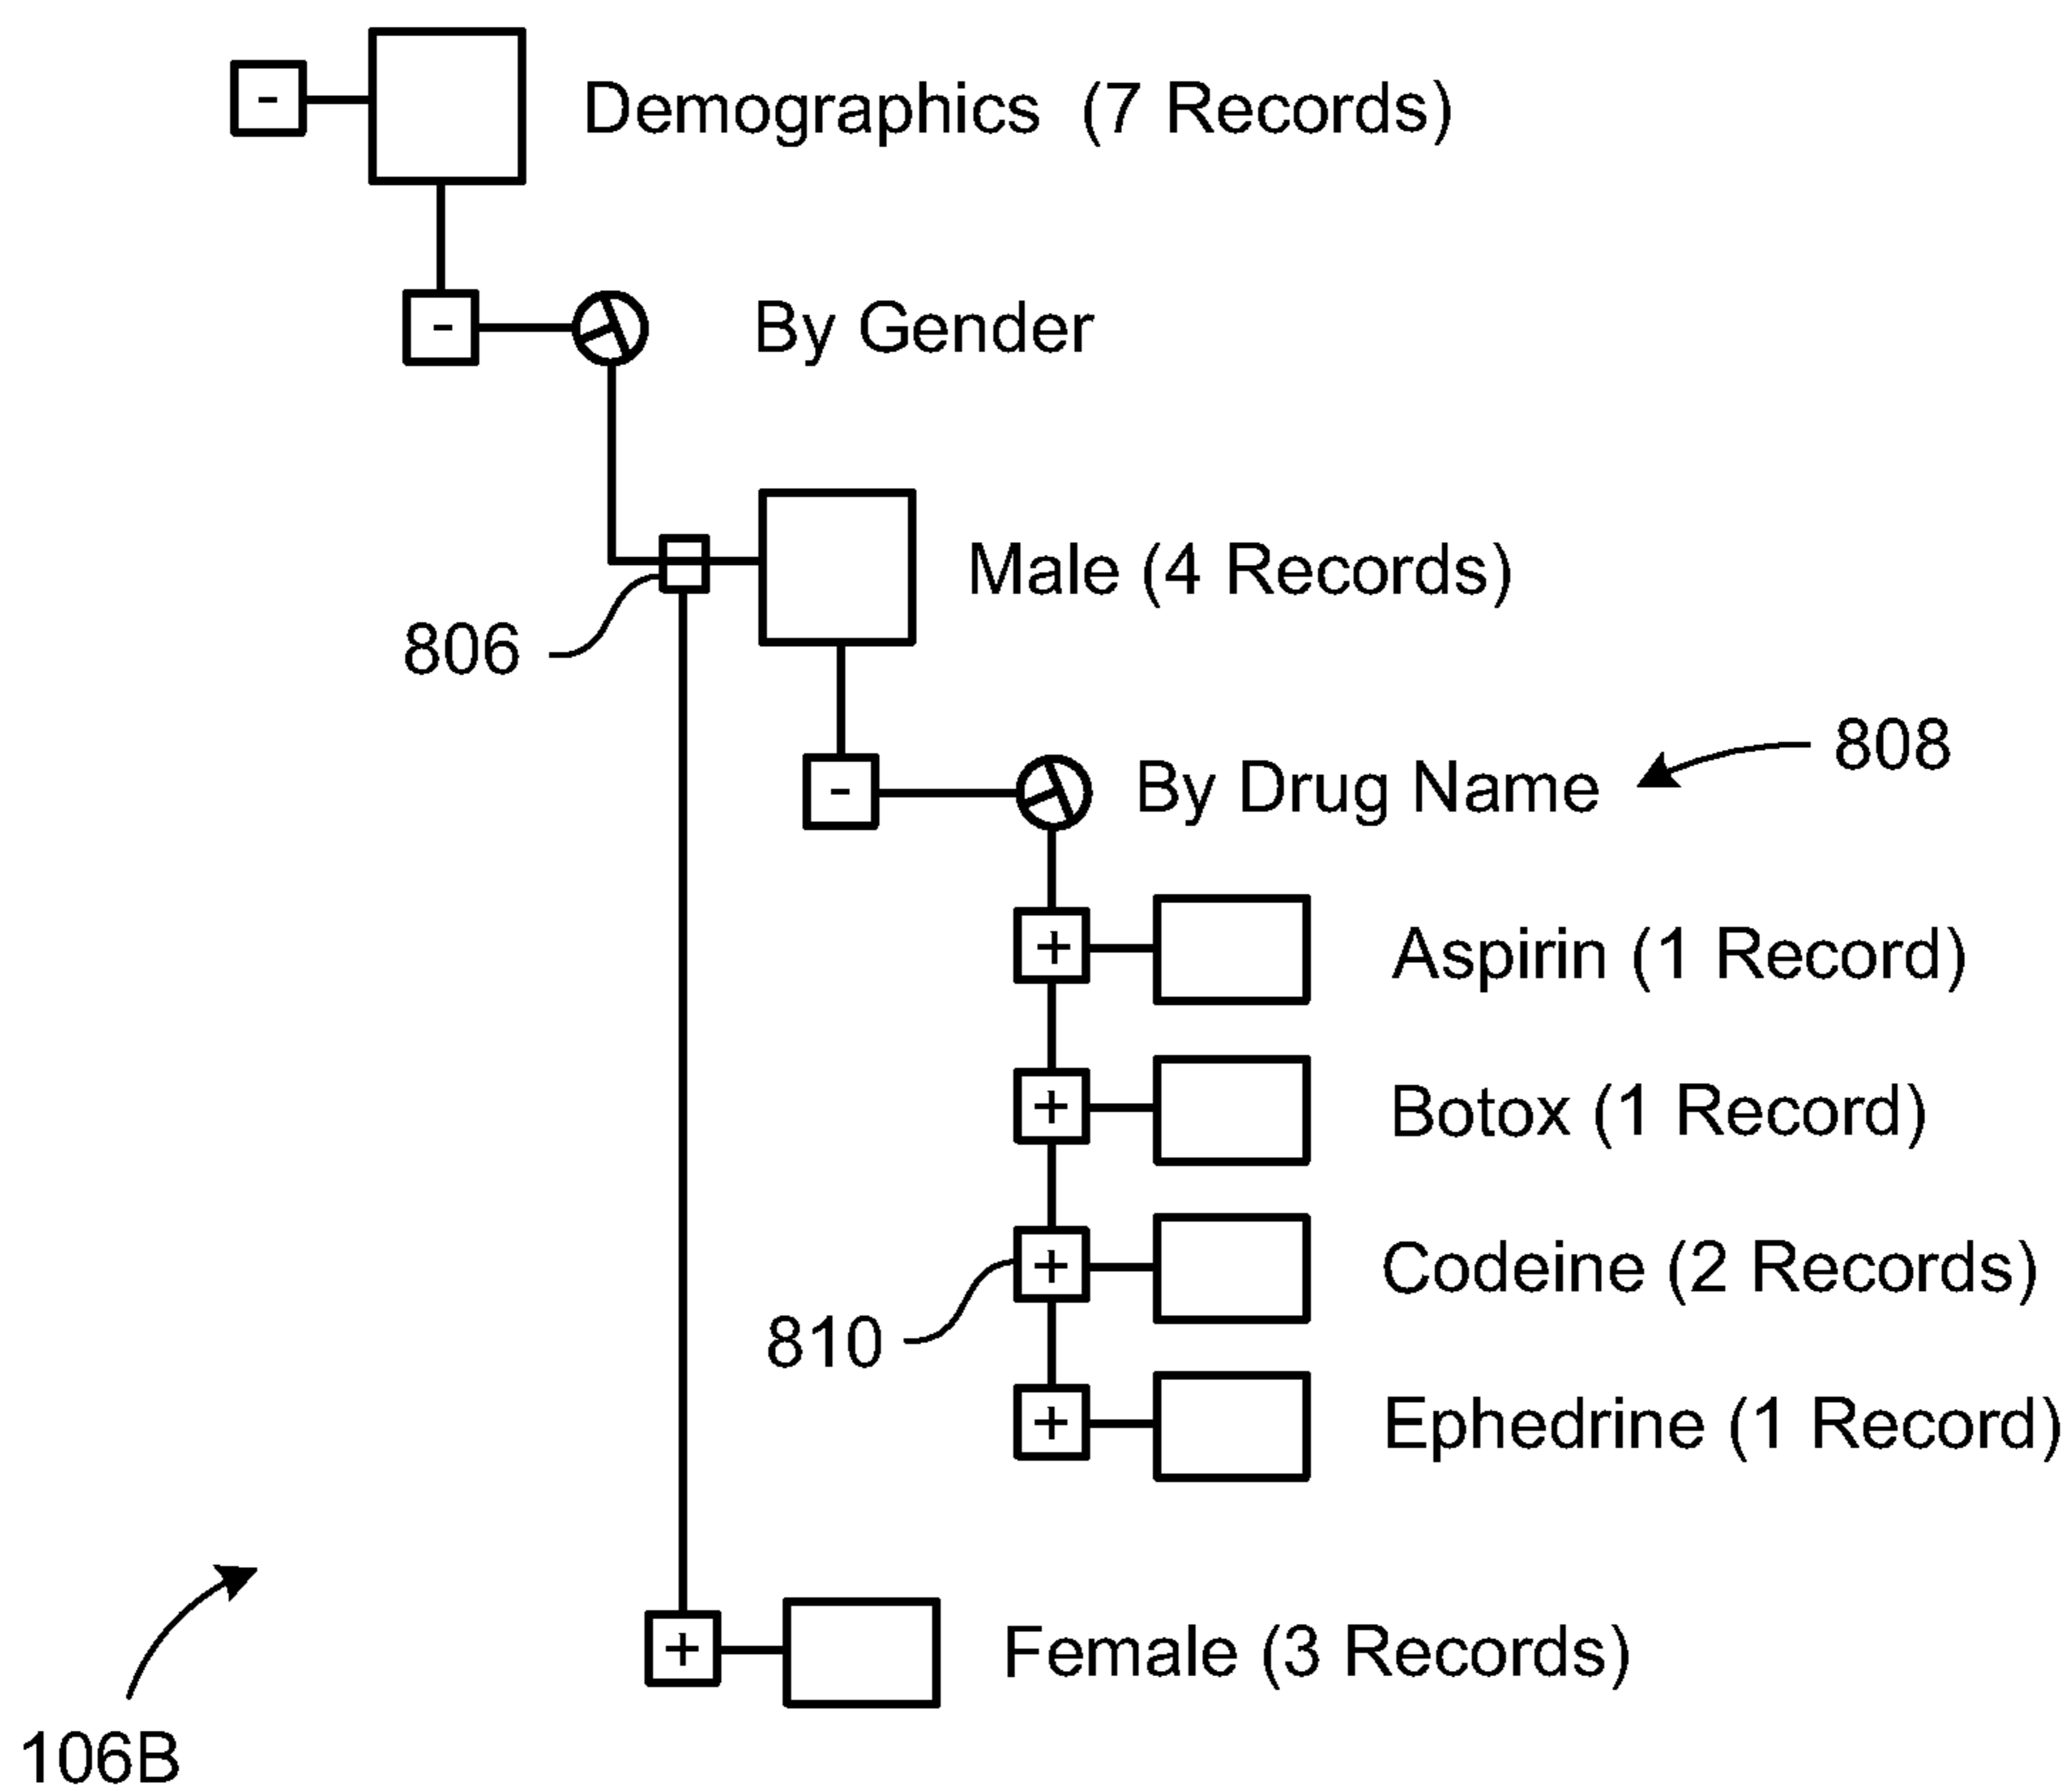 - Demographics (7 Records)
- By Gender
Male (4 Records)
806
808
- By Drug Name
+ Aspirin (1 Record)
+ Botox (1 Record)
+ Codeine (2 Records)
810
+ Ephedrine (1 Record)
+ Female (3 Records)
106B